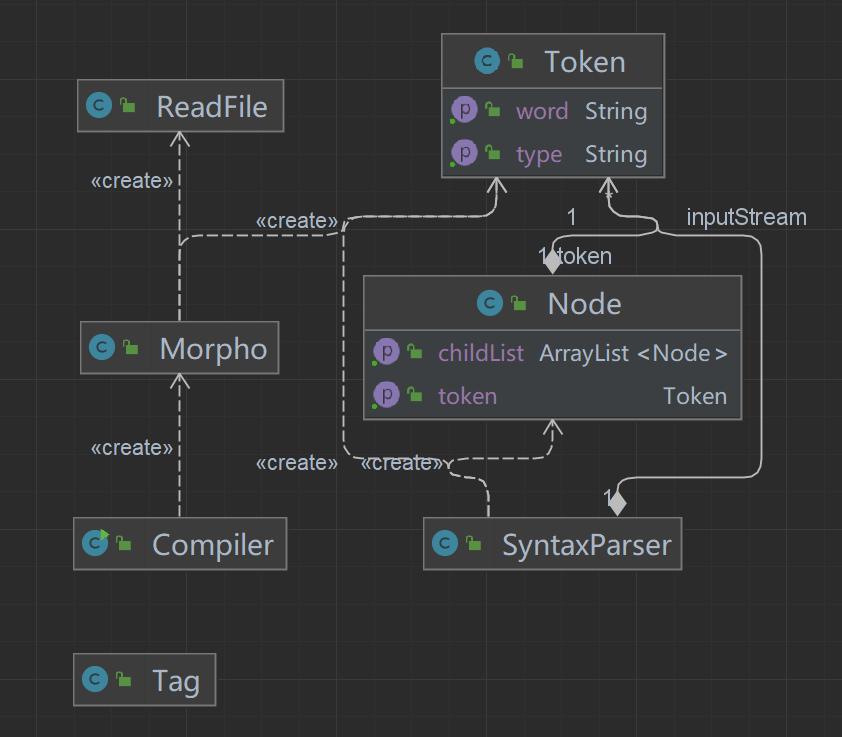 Token
word String
type String
ReadFile
«create»
«create»
1
*
inputStream
1
token
Node
childList ArrayList <Node>
token Token
Morpho
«create»
«create»
«create»
1
Compiler
SyntaxParser
Tag